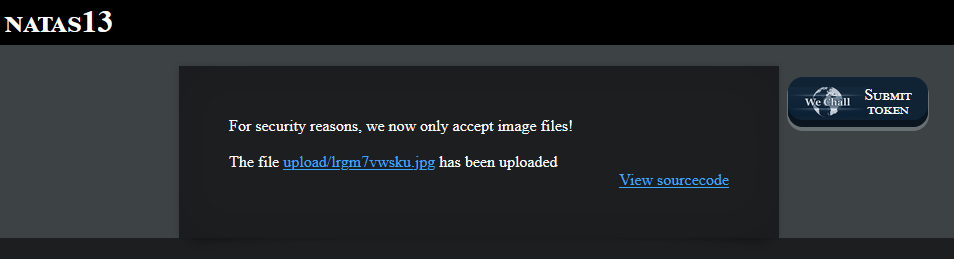 NATAS13
We Chall
SUBMIT
TOKEN
For security reasons, we now only accept image files!
The file upload/lrgm7vwsku.jpg has been uploaded
View sourcecode